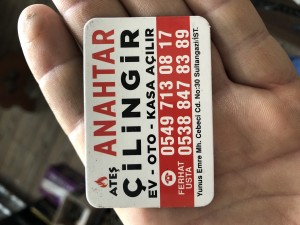 ATEŞ ANAHTAR
ÇİLİNGİR
EV - OTO - KASA AÇILIR
FERHAT USTA
0549 713 08 17
0538 847 83 89
Yunus Emre Mh. Cebeci Cd. No:30 Sultangazi/İST.